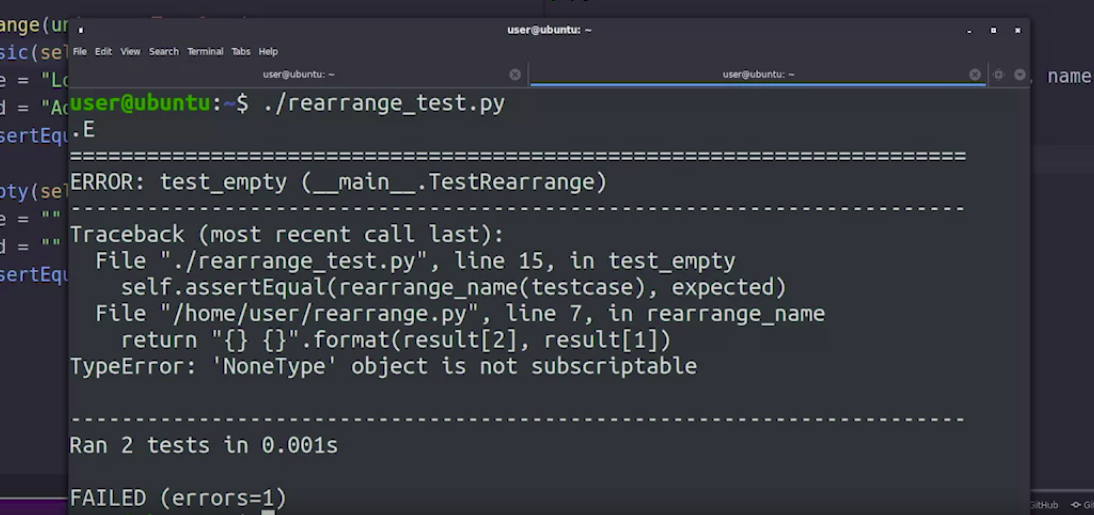 ange(un
user@ubuntu: ~
sic(sel
File Edit View Search Terminal Tabs Help
e = "Lo
user@ubuntu: ~ user@ubuntu: ~
name
d = "Ad
user@ubuntu:~$ ./rearrange_test.py
sertEqu
.E
======================================================================
ERROR: test_empty (__main__.TestRearrange)
pty(sel
----------------------------------------------------------------------
e = ""
Traceback (most recent call last):
d = ""
File "./rearrange_test.py", line 15, in test_empty
sertEqu
self.assertEqual(rearrange_name(testcase), expected)
File "/home/user/rearrange.py", line 7, in rearrange_name
return "{} {}".format(result[2], result[1])
TypeError: 'NoneType' object is not subscriptable
----------------------------------------------------------------------
Ran 2 tests in 0.001s
FAILED (errors=1)
GitHub Gi